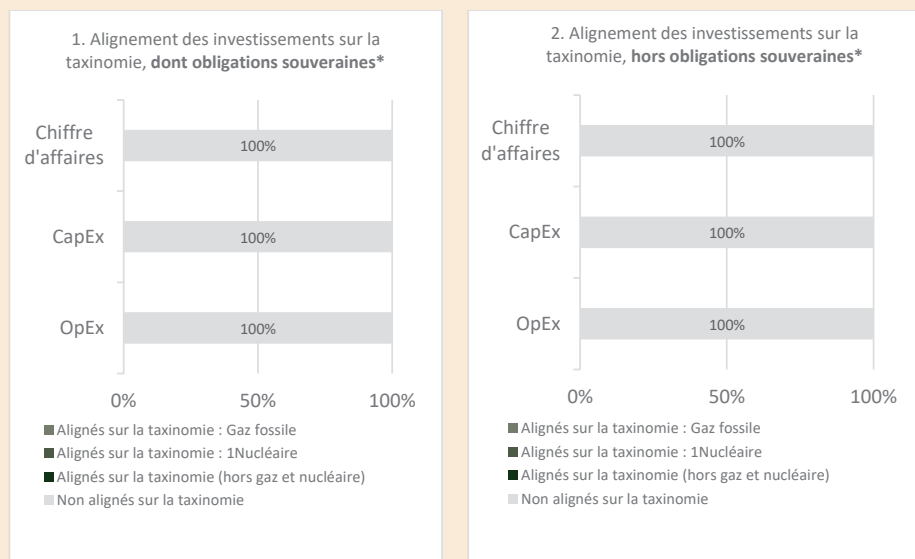 1. Alignement des investissements sur la
taxinomie, dont obligations souveraines*
Chiffre
d'affaires
100%
CapEx
100%
OpEx
100%
0%
50%
100%
Alignés sur la taxinomie : Gaz fossile
Alignés sur la taxinomie : 1Nucléaire
Alignés sur la taxinomie (hors gaz et nucléaire)
Non alignés sur la taxinomie
2. Alignement des investissements sur la
taxinomie, hors obligations souveraines*
Chiffre
d'affaires
100%
CapEx
100%
OpEx
100%
0%
50%
100%
Alignés sur la taxinomie : Gaz fossile
Alignés sur la taxinomie : 1Nucléaire
Alignés sur la taxinomie (hors gaz et nucléaire)
Non alignés sur la taxinomie